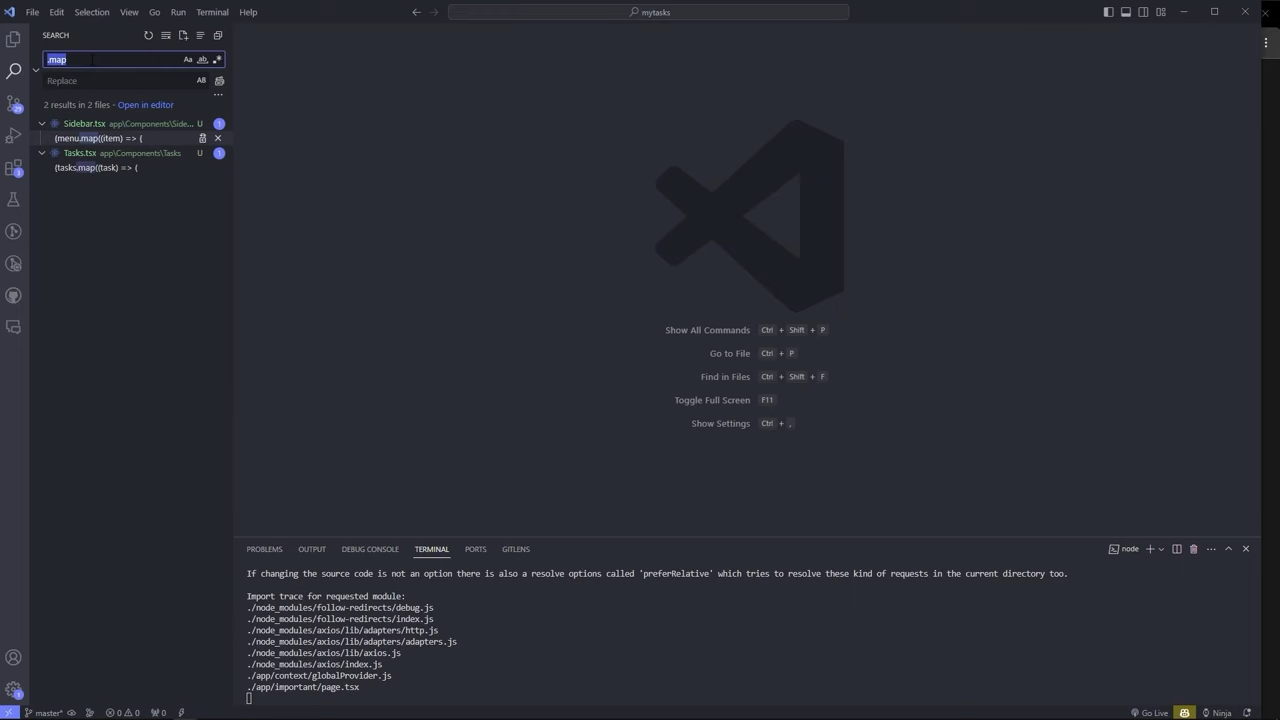 File Edit Selection View Go Run Terminal Help
mytasks
SEARCH
.map
Aa ab
Replace
AB
2 results in 2 files - Open in editor
Sidebar.tsx app\Components\Side... U 1
(menu.map((item) => {
Tasks.tsx app\Components\Tasks U 1
(tasks.map((task) => (
29
3
Show All Commands Ctrl + Shift + P
Go to File Ctrl + P
Find in Files Ctrl + Shift + F
Toggle Full Screen F11
Show Settings Ctrl + ,
PROBLEMS OUTPUT DEBUG CONSOLE TERMINAL PORTS GITLENS
node
If changing the source code is not an option there is also a resolve options called 'preferRelative' which tries to resolve these kind of requests in the current directory too.
Import trace for requested module:
./node_modules/follow-redirects/debug.js
./node_modules/follow-redirects/index.js
./node_modules/axios/lib/adapters/http.js
./node_modules/axios/lib/adapters/adapters.js
./node_modules/axios/lib/axios.js
./node_modules/axios/index.js
./app/context/globalProvider.js
./app/important/page.tsx
1
master* 0 0 0 Go Live Ninja